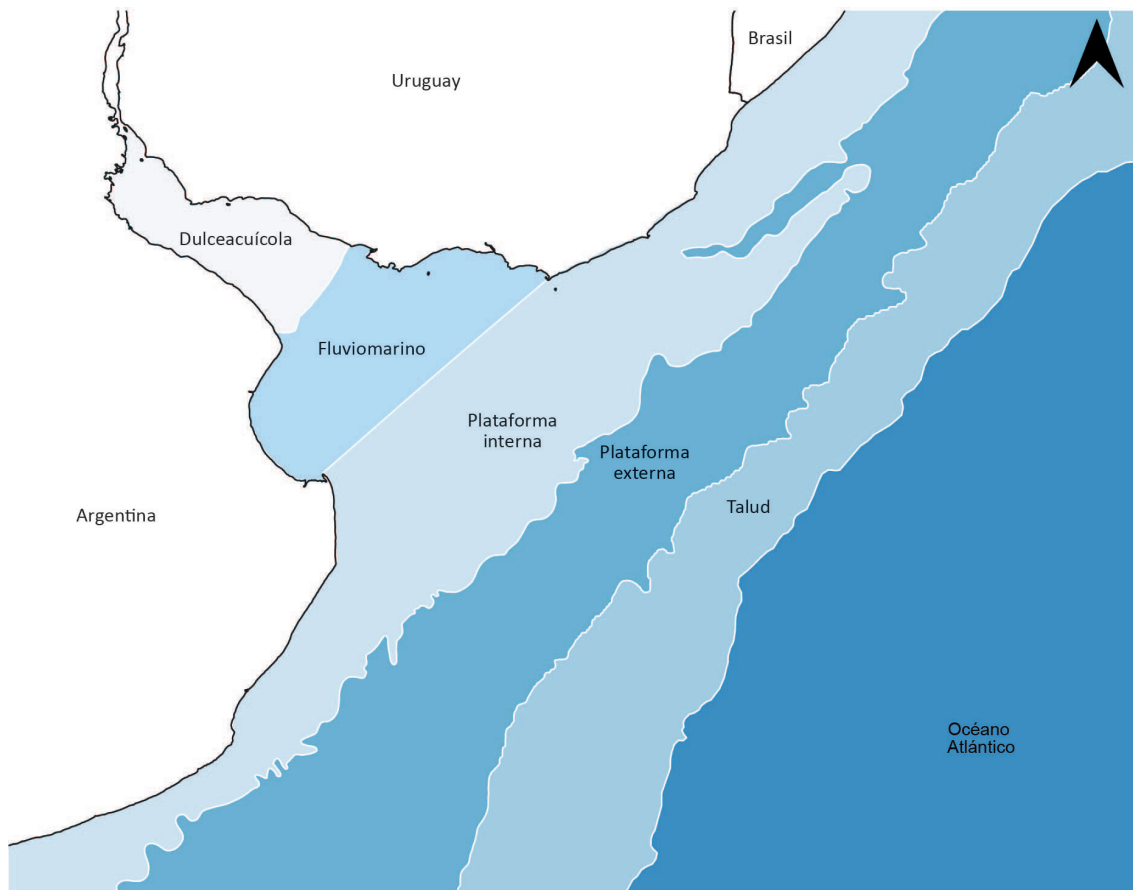 Brasil
Uruguay
Dulceacuícola
Fluviomarino
Plataforma
interna
Plataforma
externa
Talud
Argentina
Océano
Atlántico